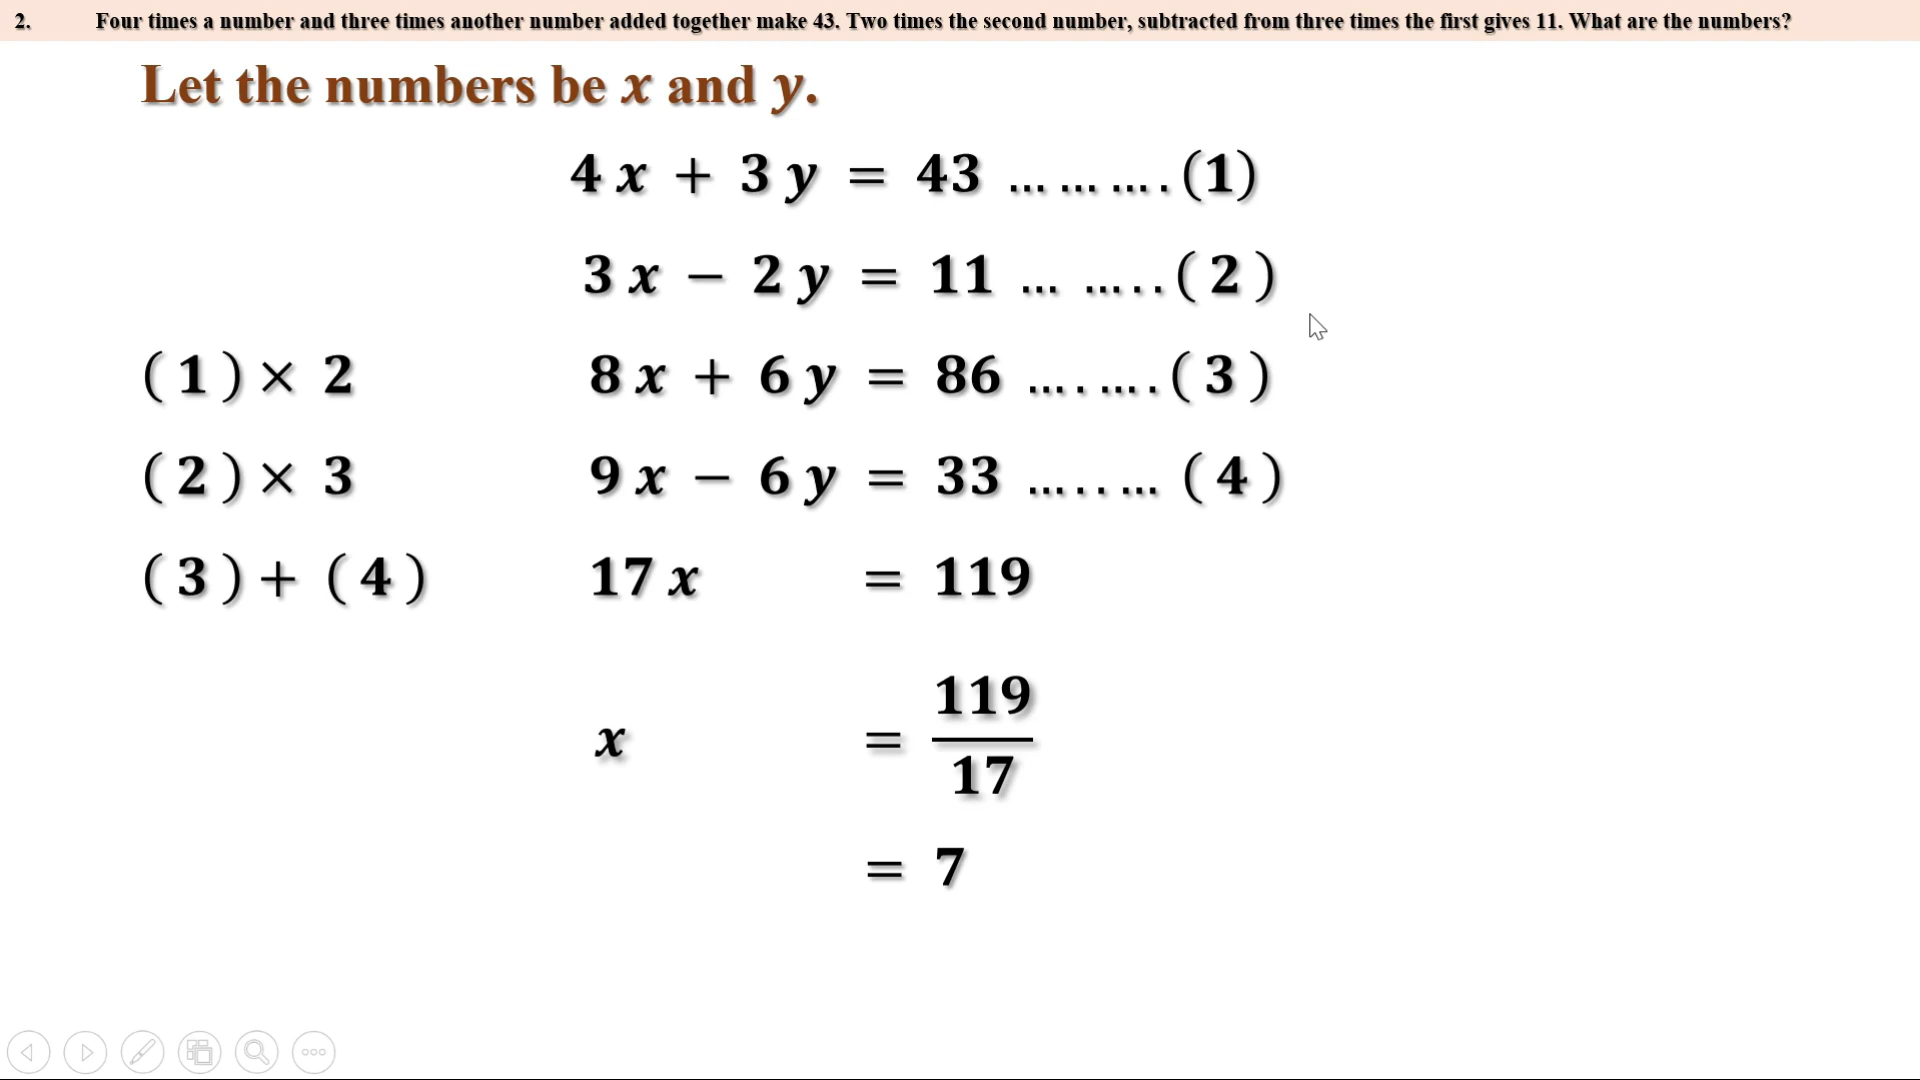 2. Four times a number and three times another number added together make 43. Two times the second number, subtracted from three times the first gives 11. What are the numbers?
Let the numbers be x and y.
4 x + 3 y = 43 … … … . (1)
3 x − 2 y = 11 … … . . ( 2 )
( 1 ) × 2 8 x + 6 y = 86 … . … . ( 3 )
( 2 ) × 3 9 x − 6 y = 33 … . . … ( 4 )
( 3 ) + ( 4 ) 17 x = 119
x = 119/17
= 7